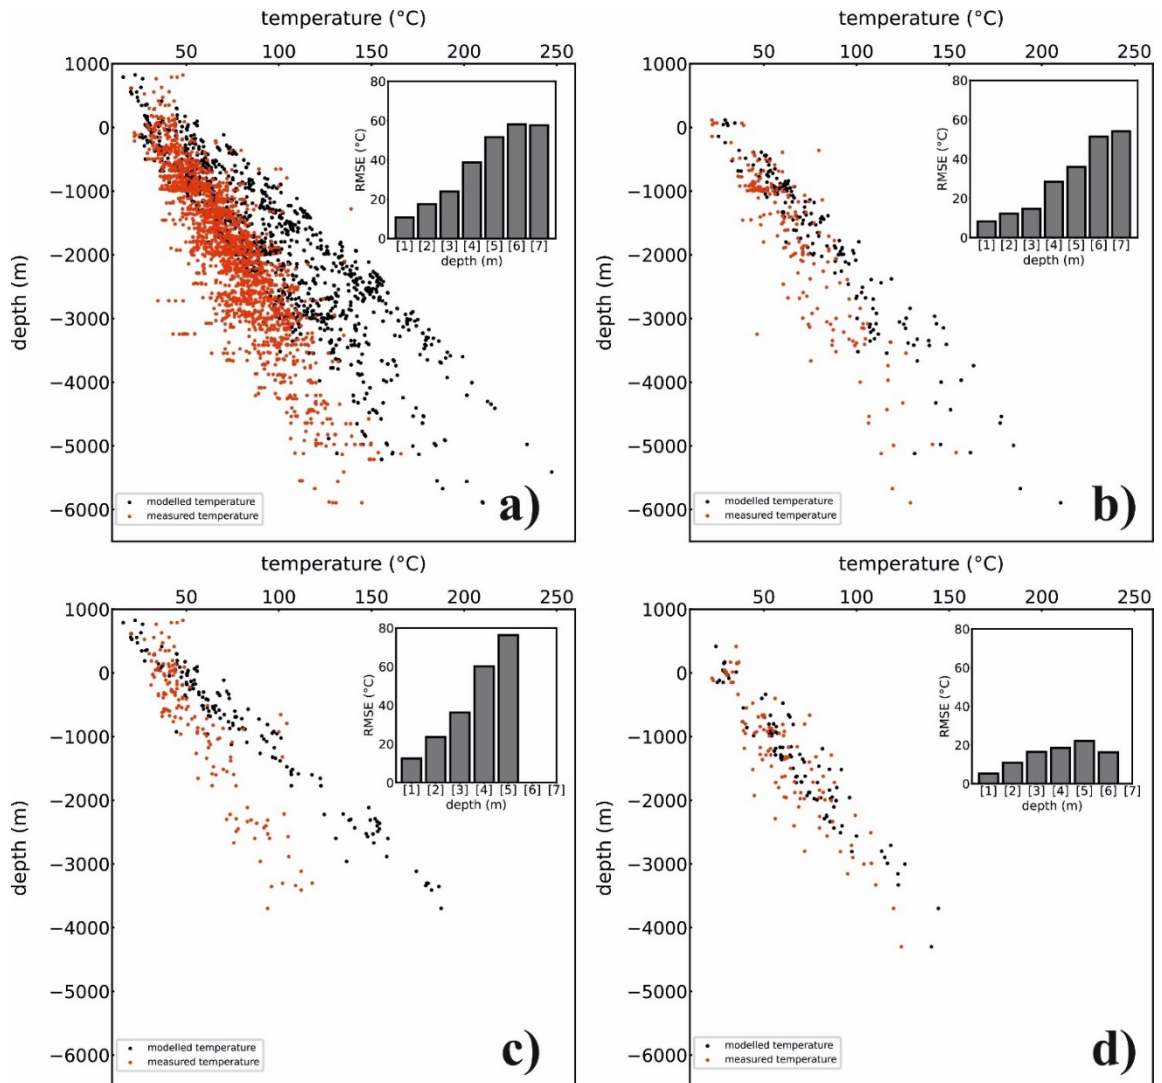 temperature (°C)
50 100 150 200 250
1000
0
−1000
−2000
−3000
−4000
−5000
−6000
depth (m)
80
60
40
20
0
RMSE (°C)
[1] [2] [3] [4] [5] [6] [7]
depth (m)
modelled temperature
measured temperature
a)
temperature (°C)
50 100 150 200 250
1000
0
−1000
−2000
−3000
−4000
−5000
−6000
depth (m)
80
60
40
20
0
RMSE (°C)
[1] [2] [3] [4] [5] [6] [7]
depth (m)
modelled temperature
measured temperature
b)
temperature (°C)
50 100 150 200 250
1000
0
−1000
−2000
−3000
−4000
−5000
−6000
depth (m)
80
60
40
20
0
RMSE (°C)
[1] [2] [3] [4] [5] [6] [7]
depth (m)
modelled temperature
measured temperature
c)
temperature (°C)
50 100 150 200 250
1000
0
−1000
−2000
−3000
−4000
−5000
−6000
depth (m)
80
60
40
20
0
RMSE (°C)
[1] [2] [3] [4] [5] [6] [7]
depth (m)
modelled temperature
measured temperature
d)